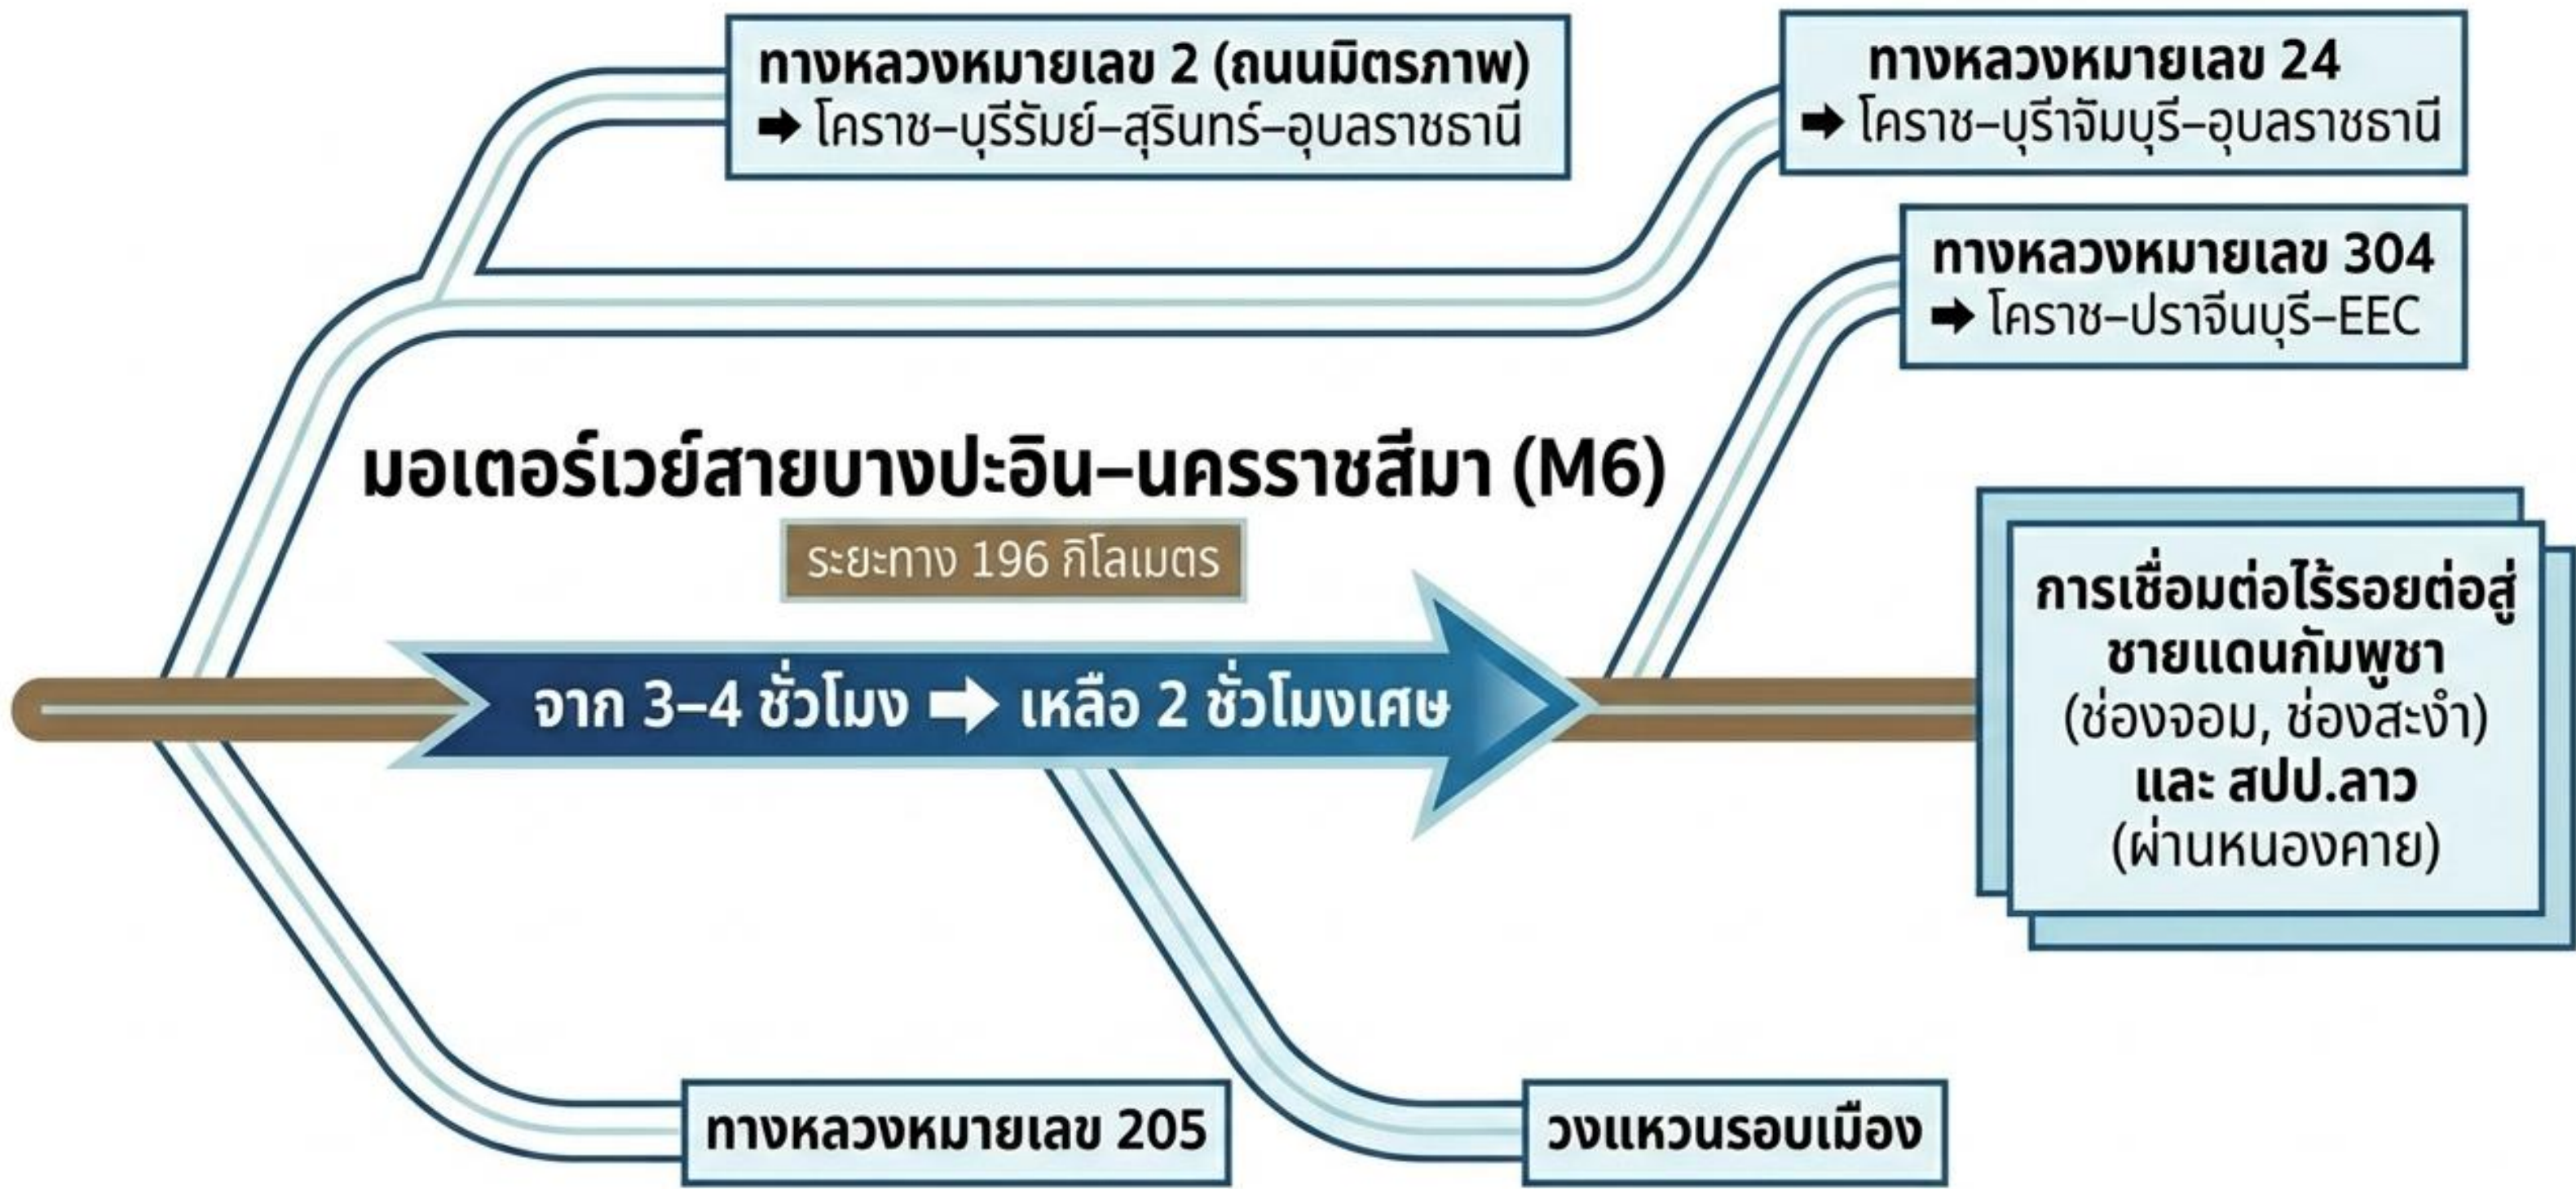 ทางหลวงหมายเลข 2 (ถนนมิตรภาพ)
➡ โคราช–บุรีรัมย์–สุรินทร์–อุบลราชธานี
ทางหลวงหมายเลข 24
➡ โคราช–บุรีาจัมบุรี–อุบลราชธานี
ทางหลวงหมายเลข 304
➡ โคราช–ปราจีนบุรี–EEC
มอเตอร์เวย์สายบางปะอิน–นครราชสีมา (M6)
ระยะทาง 196 กิโลเมตร
จาก 3–4 ชั่วโมง ➡ เหลือ 2 ชั่วโมงเศษ
การเชื่อมต่อไร้รอยต่อสู่
ชายแดนกัมพูชา
(ช่องจอม, ช่องสะงำ)
และ สปป.ลาว
(ผ่านหนองคาย)
ทางหลวงหมายเลข 205
วงแหวนรอบเมือง